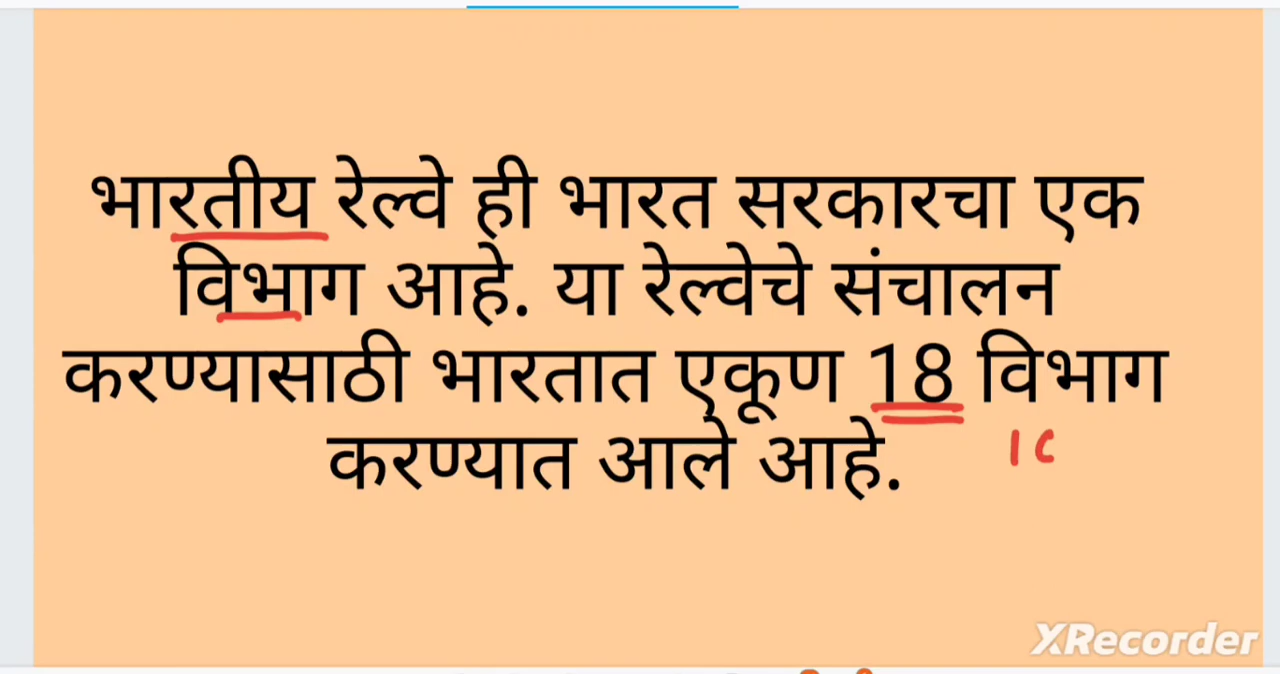 भारतीय रेल्वे ही भारत सरकारचा एक
विभाग आहे. या रेल्वेचे संचालन
करण्यासाठी भारतात एकूण 18 विभाग
करण्यात आले आहे.
XRecorder